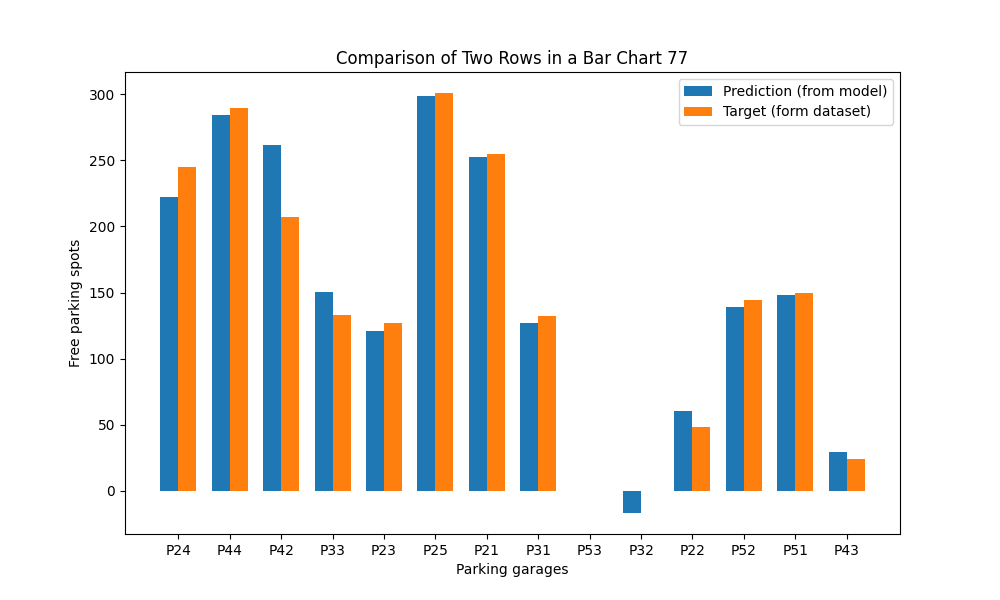 Comparison of Two Rows in a Bar Chart 77
Prediction (from model)
Target (form dataset)
Free parking spots
300
250
200
150
100
50
0
P24 P44 P42 P33 P23 P25 P21 P31 P53 P32 P22 P52 P51 P43
Parking garages